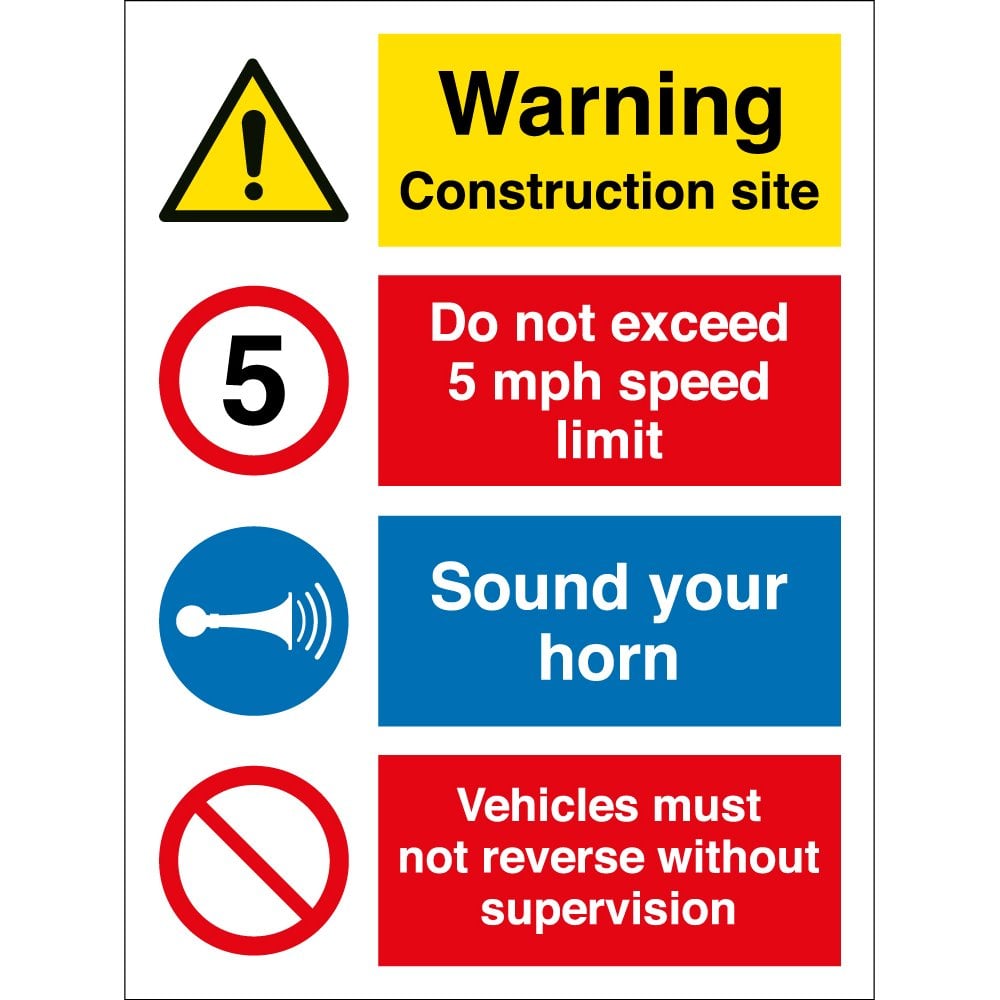 Warning
Construction site
5
Do not exceed
5 mph speed
limit
Sound your
horn
Vehicles must
not reverse without
supervision